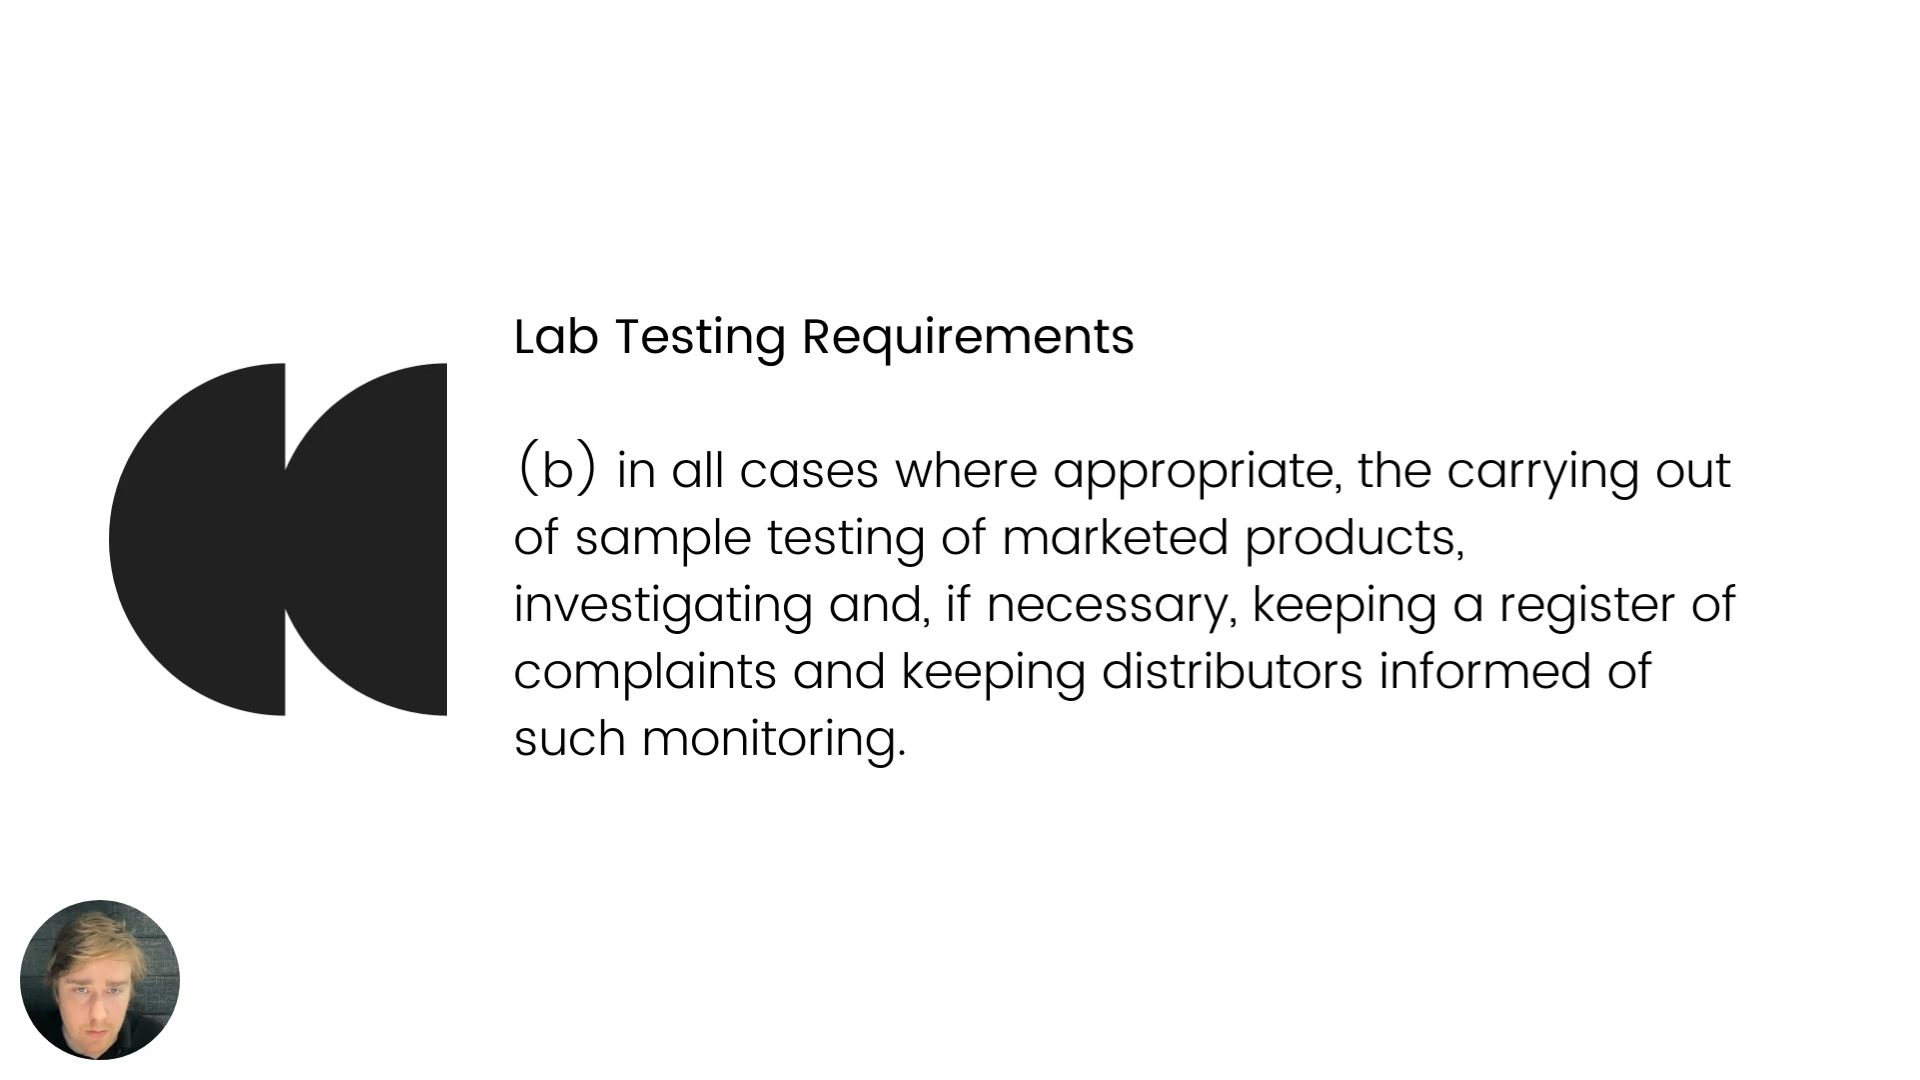 Lab Testing Requirements
(b) in all cases where appropriate, the carrying out
of sample testing of marketed products,
investigating and, if necessary, keeping a register of
complaints and keeping distributors informed of
such monitoring.